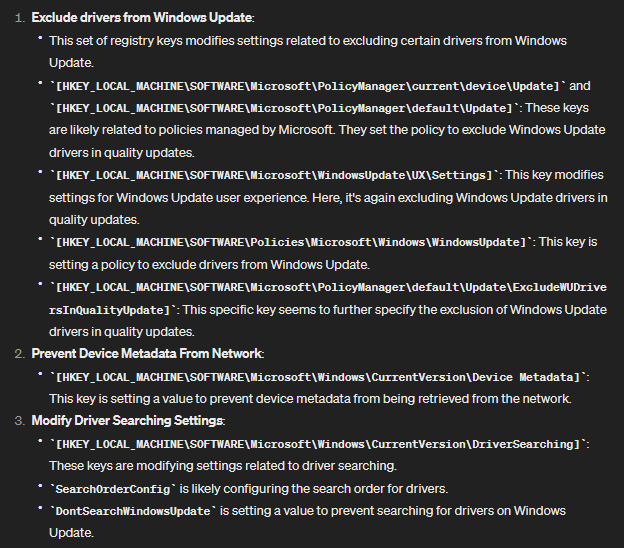 1. Exclude drivers from Windows Update:
• This set of registry keys modifies settings related to excluding certain drivers from Windows
Update.
• `[HKEY_LOCAL_MACHINE\SOFTWARE\Microsoft\PolicyManager\current\device\Update]` and
`[HKEY_LOCAL_MACHINE\SOFTWARE\Microsoft\PolicyManager\default\Update]`: These keys
are likely related to policies managed by Microsoft. They set the policy to exclude Windows Update
drivers in quality updates.
• `[HKEY_LOCAL_MACHINE\SOFTWARE\Microsoft\WindowsUpdate\UX\Settings]`: This key modifies
settings for Windows Update user experience. Here, it's again excluding Windows Update drivers in
quality updates.
• `[HKEY_LOCAL_MACHINE\SOFTWARE\Policies\Microsoft\Windows\WindowsUpdate]`: This key is
setting a policy to exclude drivers from Windows Update.
• `[HKEY_LOCAL_MACHINE\SOFTWARE\Microsoft\PolicyManager\default\Update\ExcludeWUDrive
rsInQualityUpdate]`: This specific key seems to further specify the exclusion of Windows Update
drivers in quality updates.
2. Prevent Device Metadata From Network:
• `[HKEY_LOCAL_MACHINE\SOFTWARE\Microsoft\Windows\CurrentVersion\Device Metadata]`:
This key is setting a value to prevent device metadata from being retrieved from the network.
3. Modify Driver Searching Settings:
• `[HKEY_LOCAL_MACHINE\SOFTWARE\Microsoft\Windows\CurrentVersion\DriverSearching]`:
These keys are modifying settings related to driver searching.
• `SearchOrderConfig` is likely configuring the search order for drivers.
• `DontSearchWindowsUpdate` is setting a value to prevent searching for drivers on Windows
Update.